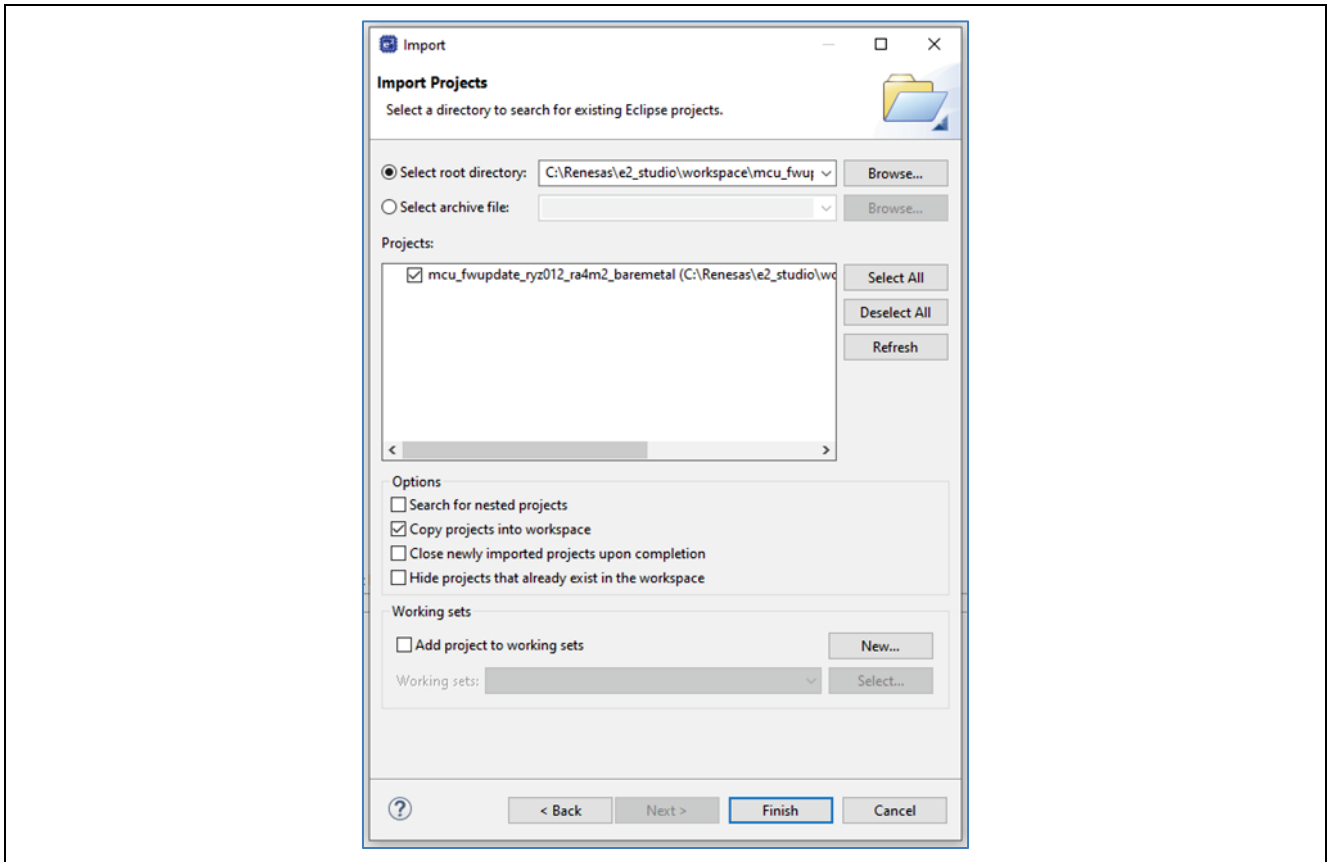 Import
Import Projects
Select a directory to search for existing Eclipse projects.
Select root directory: C:\Renesas\e2_studio\workspace\mcu_fwup Browse...
Select archive file: Browse...
Projects:
mcu_fwupdate_ryz012_ra4m2_baremetal (C:\Renesas\e2_studio\wo Select All
Deselect All
Refresh
Options
Search for nested projects
Copy projects into workspace
Close newly imported projects upon completion
Hide projects that already exist in the workspace
Working sets
Add project to working sets New...
Working sets: Select...
? < Back Next > Finish Cancel